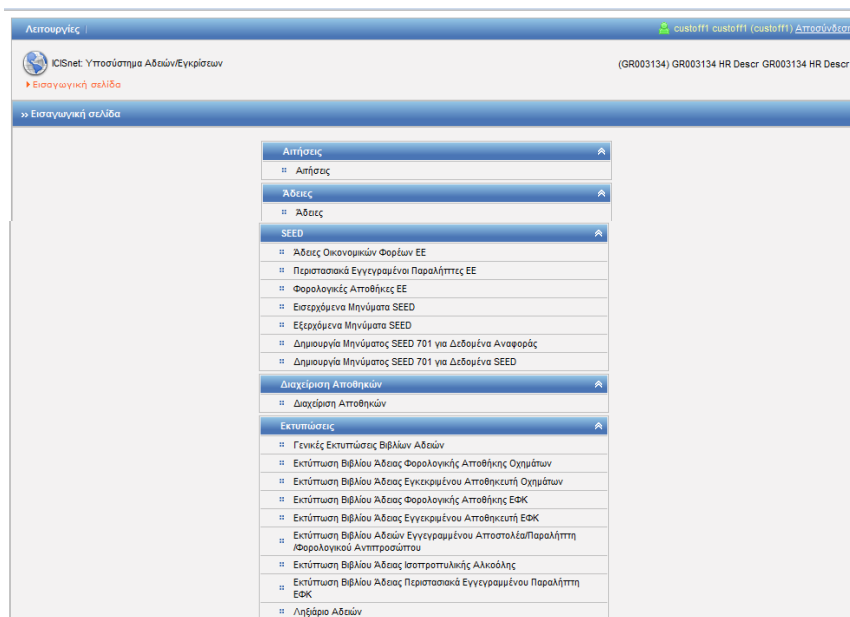 Λειτουργίες
custoff1 custoff1 (custoff1) Αποσύνδεση
ICISnet: Υποσύστημα Αδειών/Εγκρίσεων
(GR003134) GR003134 HR Descr GR003134 HR Descr
Εισαγωγική σελίδα
» Εισαγωγική σελίδα
Αιτήσεις
Αιτήσεις
Άδειες
Άδειες
SEED
Άδειες Οικονομικών Φορέων ΕΕ
Περιστασιακά Εγγεγραμένοι Παραλήπτες ΕΕ
Φορολογικές Αποθήκες ΕΕ
Εισερχόμενα Μηνύματα SEED
Εξερχόμενα Μηνύματα SEED
Δημιουργία Μηνύματος SEED 701 για Δεδομένα Αναφοράς
Δημιουργία Μηνύματος SEED 701 για Δεδομένα SEED
Διαχείριση Αποθηκών
Διαχείριση Αποθηκών
Εκτυπώσεις
Γενικές Εκτυπώσεις Βιβλίων Αδειών
Εκτύπωση Βιβλίου Άδειας Φορολογικής Αποθήκης Οχημάτων
Εκτύπωση Βιβλίου Άδειας Εγκεκριμένου Αποθηκευτή Οχημάτων
Εκτύπωση Βιβλίου Άδειας Φορολογικής Αποθήκης ΕΦΚ
Εκτύπωση Βιβλίου Άδειας Εγγεκριμένου Αποθηκευτή ΕΦΚ
Εκτύπωση Βιβλίου Αδειών Εγγεγραμμένου Αποστολέα/Παραλήπτη
/Φορολογικού Αντιπροσώπου
Εκτύπωση Βιβλίου Άδειας Ισοπροπυλικής Αλκοόλης
Εκτύπωση Βιβλίου Άδειας Περιστασιακά Εγγεγραμμένου Παραλήπτη
ΕΦΚ
Ληξιάριο Αδειών